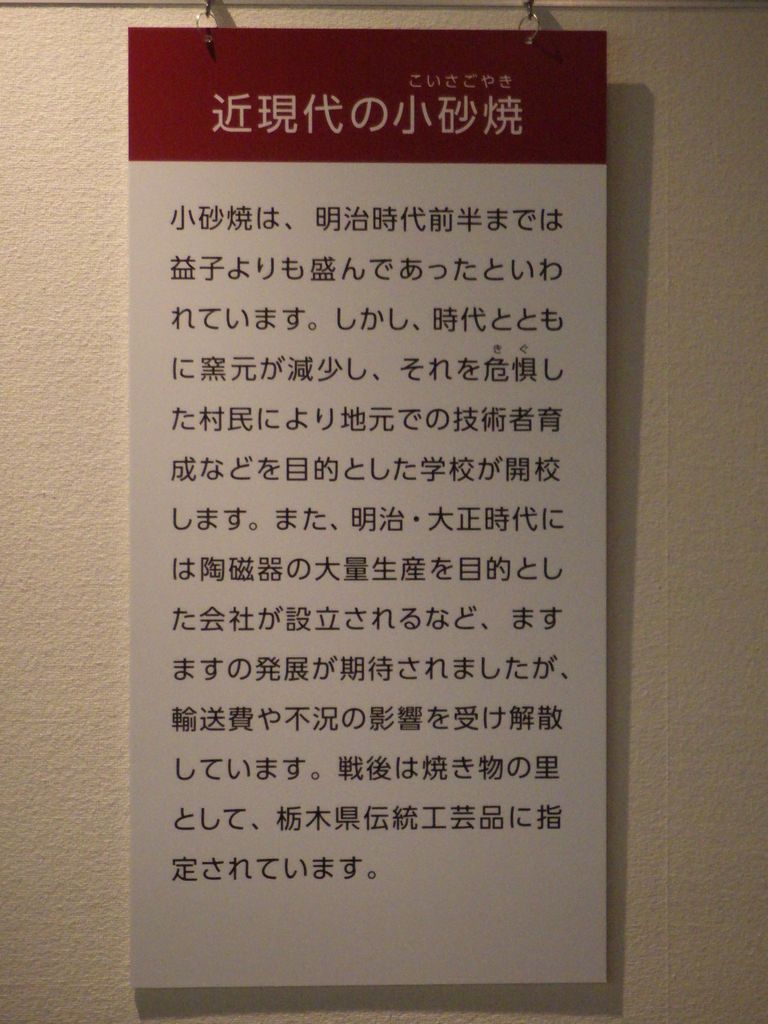 こいさごやき
近現代の小砂焼
小砂焼は、明治時代前半までは
益子よりも盛んであったといわ
れています。しかし、時代ととも
きぐ
に窯元が減少し、それを危惧し
た村民により地元での技術者育
成などを目的とした学校が開校
します。また、明治・大正時代に
は陶磁器の大量生産を目的とし
た会社が設立されるなど、ます
ますの発展が期待されましたが、
輸送費や不況の影響を受け解散
しています。戦後は焼き物の里
として、栃木県伝統工芸品に指
定されています。